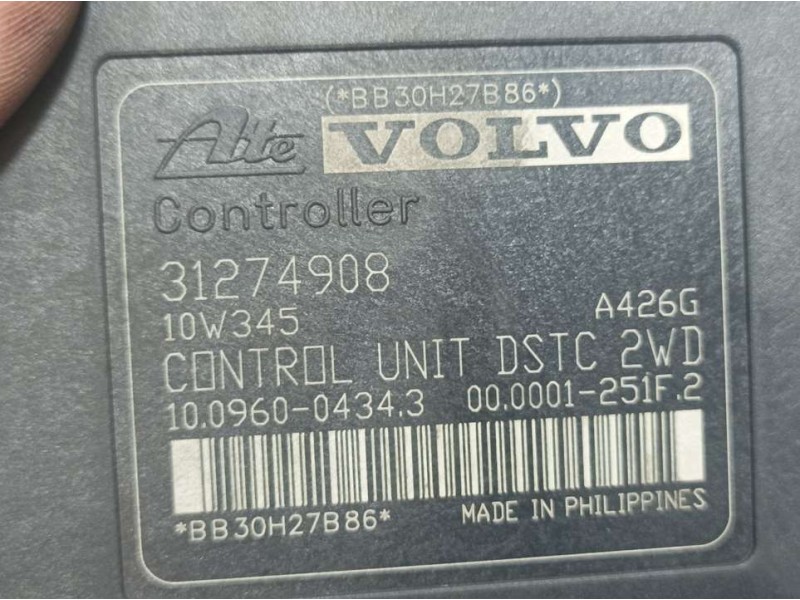 (*BB30H27B86*)
Ate VOLVO
Controller
31274908
10W345 A426G
CONTROL UNIT DSTC 2WD
10.0960-0434.3 00.0001-251F.2
*BB30H27B86* MADE IN PHILIPPINES